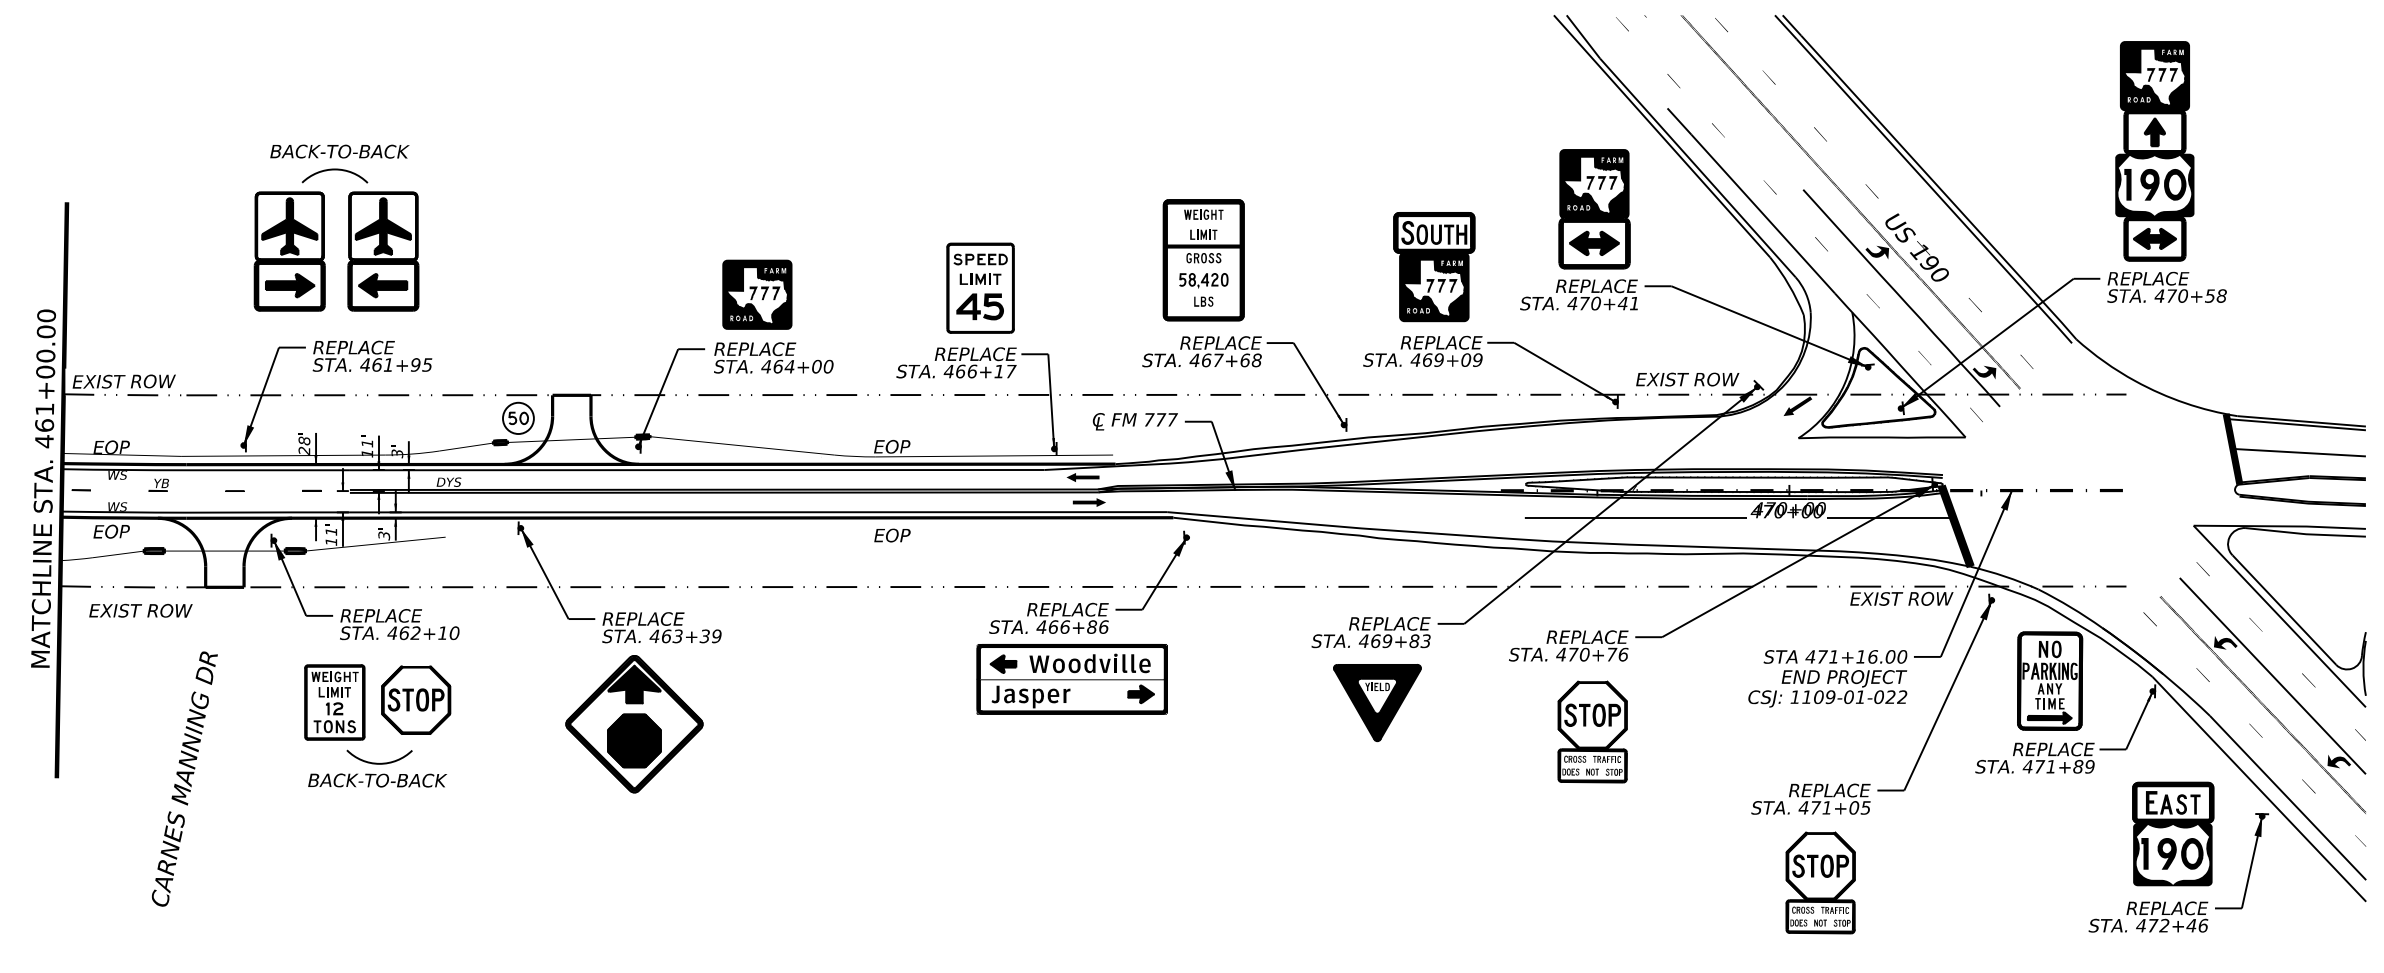 BACK-TO-BACK
FARM
777
ROAD
SPEED
LIMIT
45
WEIGHT
LIMIT
GROSS
58,420
LBS
SOUTH
FARM
777
ROAD
FARM
777
ROAD
FARM
777
ROAD
190
US 190
REPLACE
STA. 461+95
REPLACE
STA. 464+00
REPLACE
STA. 466+17
REPLACE
STA. 467+68
REPLACE
STA. 469+09
REPLACE
STA. 470+41
REPLACE
STA. 470+58
MATCHLINE STA. 461+00.00
EXIST ROW
EXIST ROW
50
℄ FM 777
EOP
28'
11'
3'
EOP
WS
YB
DYS
WS
EOP
11'
3'
EOP
470+00
470+00
EXIST ROW
EXIST ROW
CARNES MANNING DR
REPLACE
STA. 462+10
WEIGHT
LIMIT
12
TONS
STOP
BACK-TO-BACK
REPLACE
STA. 463+39
REPLACE
STA. 466+86
Woodville
Jasper
REPLACE
STA. 469+83
YIELD
REPLACE
STA. 470+76
STOP
CROSS TRAFFIC
DOES NOT STOP
STA 471+16.00
END PROJECT
CSJ: 1109-01-022
REPLACE
STA. 471+05
STOP
CROSS TRAFFIC
DOES NOT STOP
NO
PARKING
ANY
TIME
REPLACE
STA. 471+89
EAST
190
REPLACE
STA. 472+46